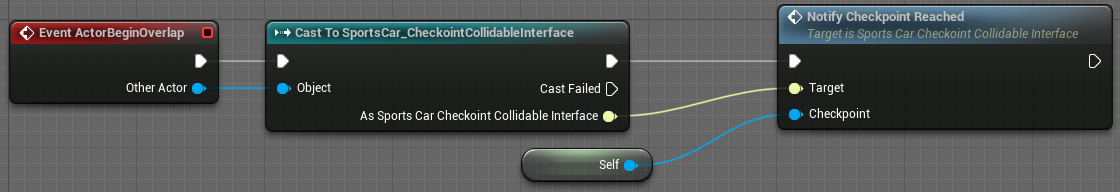 Event ActorBeginOverlap
Other Actor
Cast To SportsCar_CheckointCollidableInterface
Object
Cast Failed
As Sports Car Checkoint Collidable Interface
Self
Notify Checkpoint Reached
Target is Sports Car Checkoint Collidable Interface
Target
Checkpoint